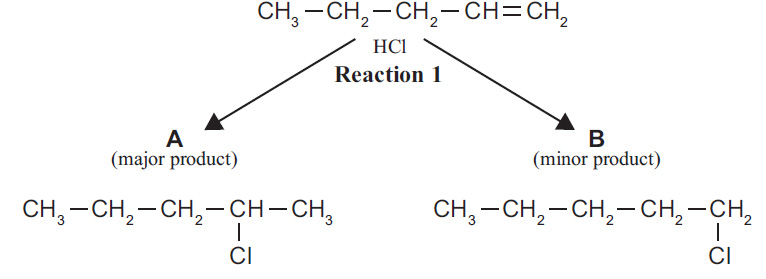 CH₃ — CH₂ — CH₂ — CH = CH₂
HCl
Reaction 1
A
(major product)
B
(minor product)
CH₃ — CH₂ — CH₂ — CH — CH₃
Cl
CH₃ — CH₂ — CH₂ — CH₂ — CH₂
Cl